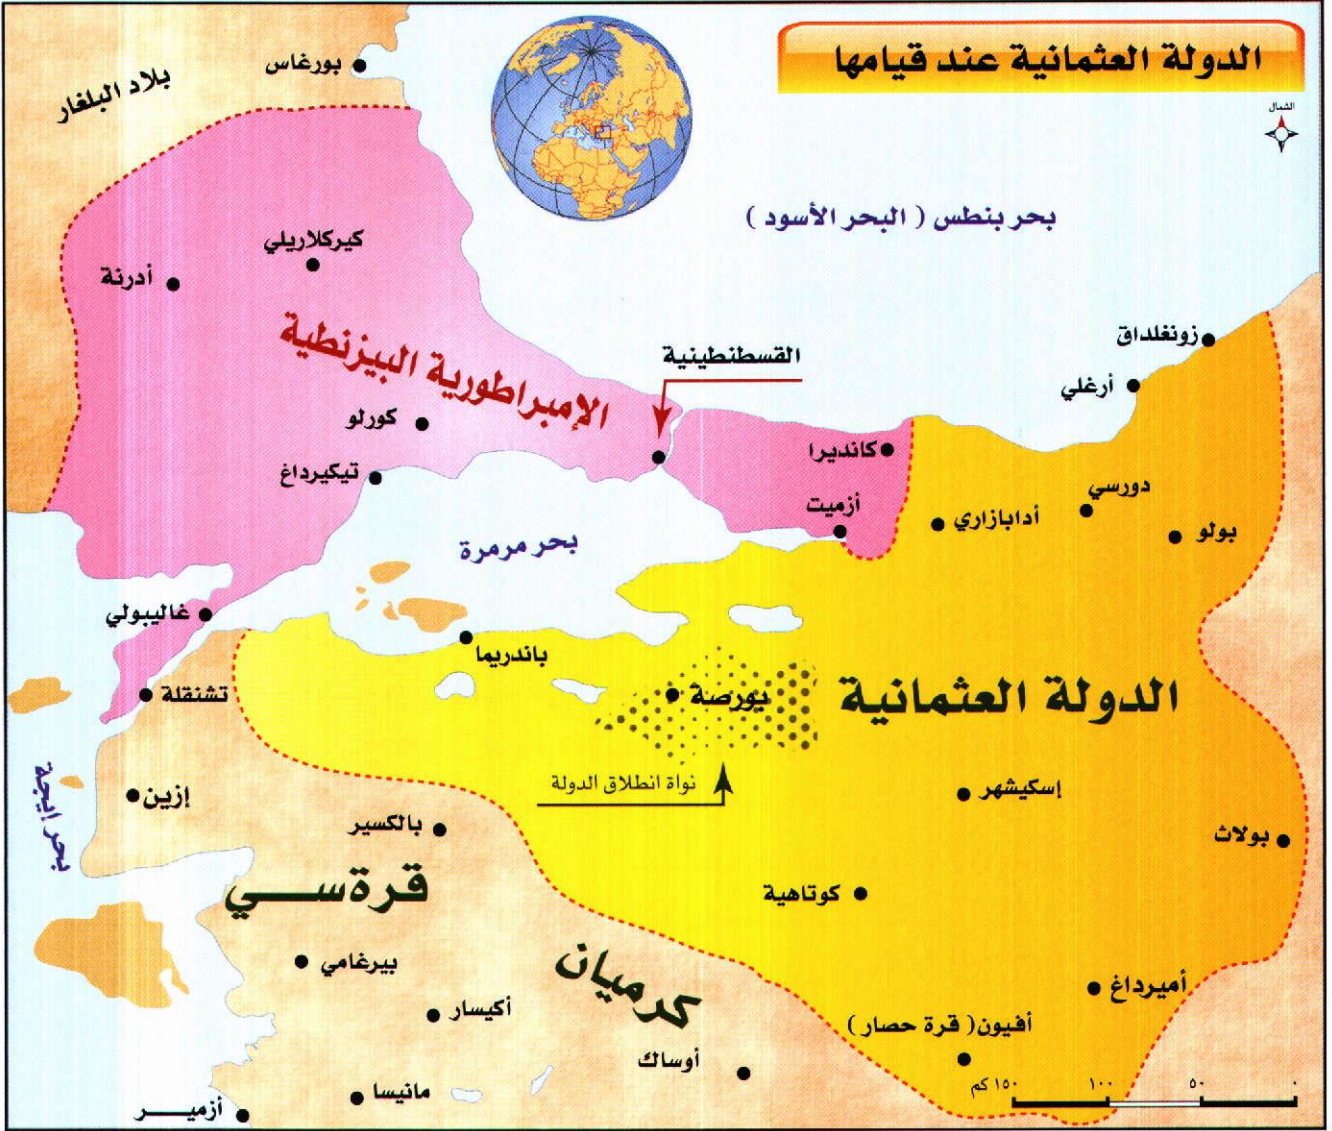 الدولة العثمانية عند قيامها
الشمال
بورغاس
بلاد البلغار
بحر بنطس ( البحر الأسود )
كيركلاريلي
أدرنة
الإمبراطورية البيزنطية
القسطنطينية
زونغلداق
أرغلي
كورلو
كانديرا
تيكيرداغ
أزميت
أدابازاري
دورسي
بولو
بحر مرمرة
غاليبولي
باندريما
تشنقلة
بورصة
الدولة العثمانية
نواة انطلاق الدولة
إسكيشهر
إزين
بحر إيجة
بالكسير
بولاث
قرةسي
كوتاهية
بيرغامي
كرميان
أميرداغ
أكيسار
أفيون ( قرة حصار )
أوساك
مانيسا
أزمير
٠ ٥٠ ١٠٠ ١٥٠ كم